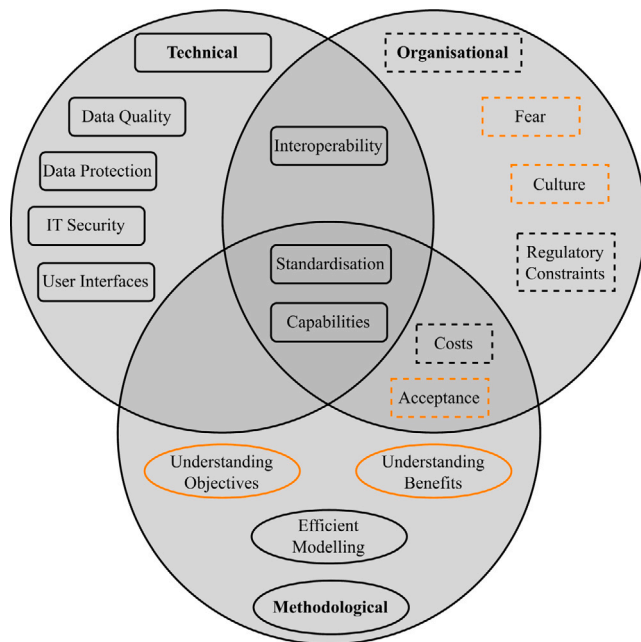 Technical
Organisational
Data Quality
Fear
Interoperability
Data Protection
Culture
IT Security
Regulatory
Constraints
Standardisation
User Interfaces
Capabilities
Costs
Acceptance
Understanding
Objectives
Understanding
Benefits
Efficient
Modelling
Methodological